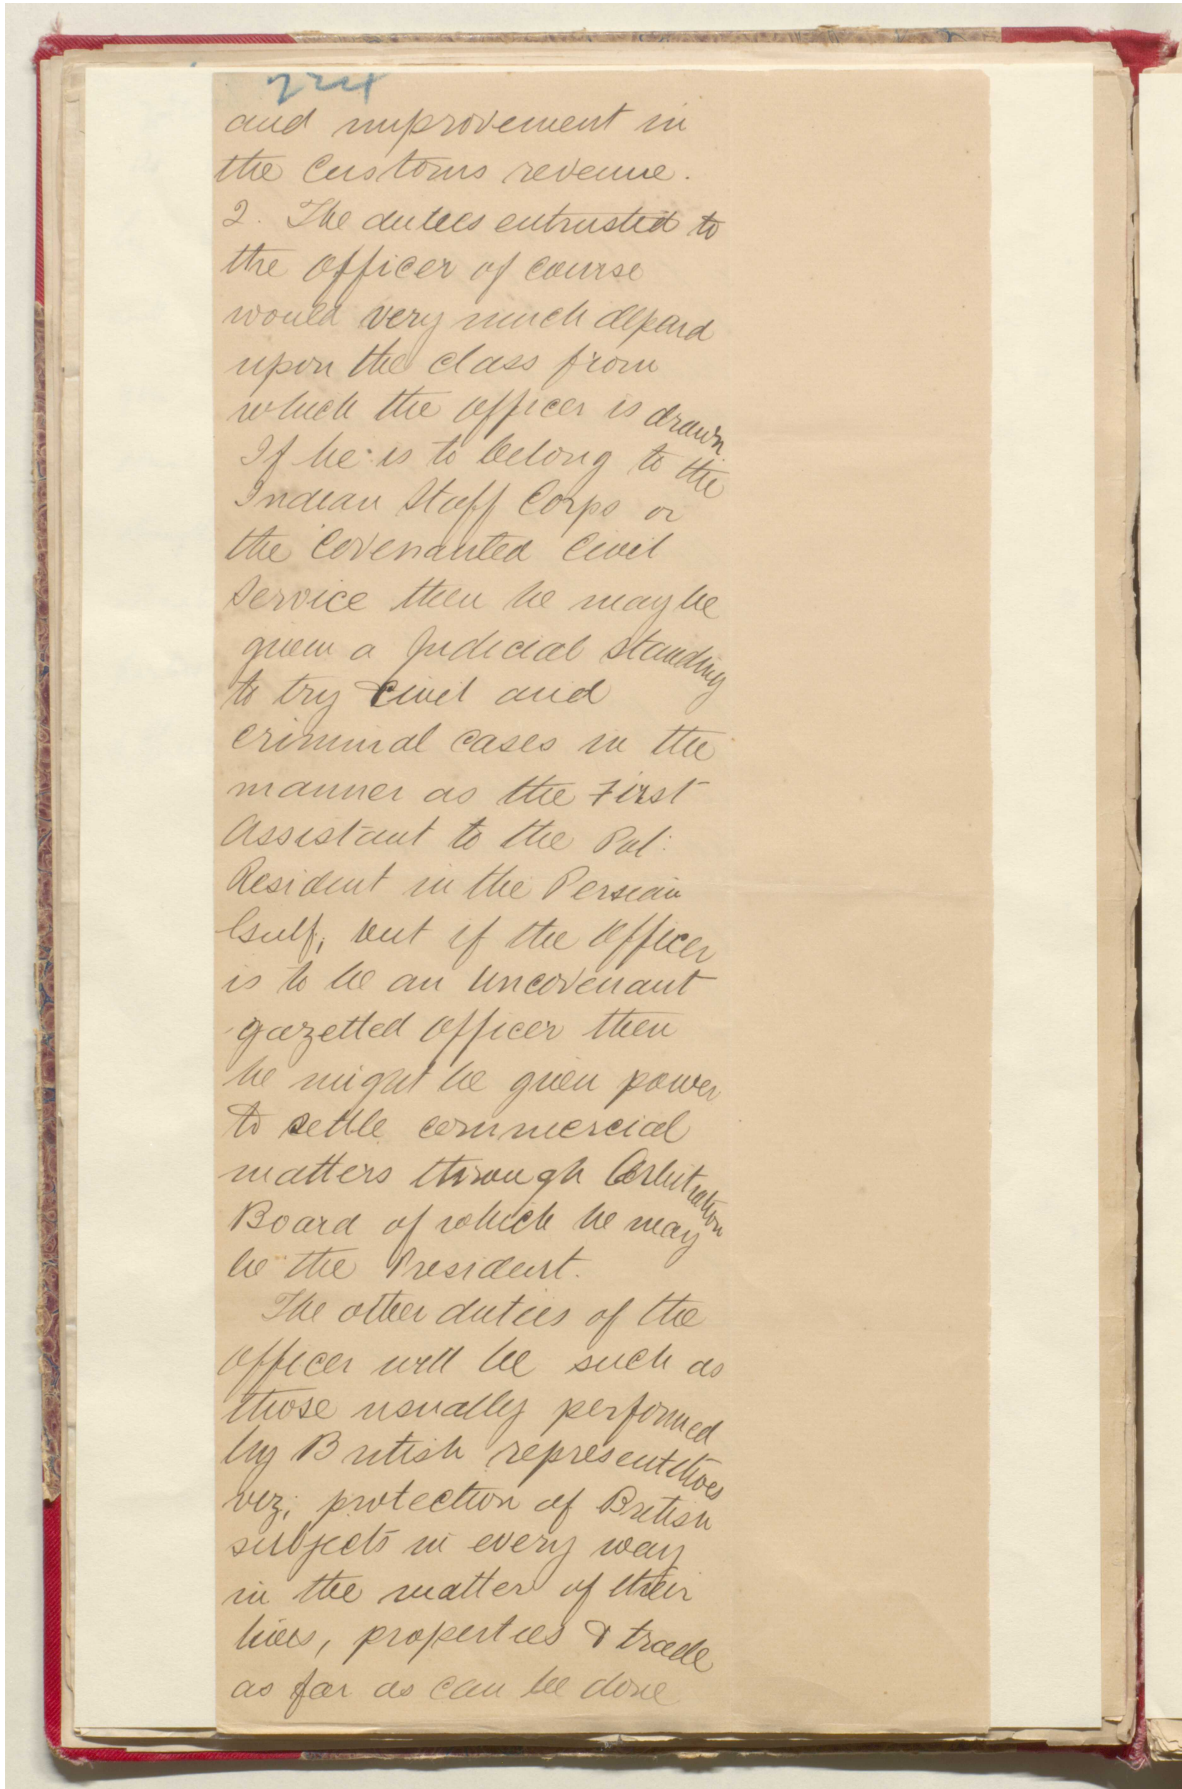 224
and improvement in
the Customs revenue.
2. The duties entrusted to
the officer of course
would very much depend
upon the class from
which the officer is drawn.
If he is to belong to the
Indian Staff Corps or
the Covenanted Civil
Service then he may be
given a Judicial standing
to try Civil and
criminal cases in the
manner as the First
Assistant to the Pol:
Resident in the Persian
Gulf; but if the officer
is to be an uncovenant
gazetted officer then
he might be given power
to settle commercial
matters through Arbitration
Board of which he may
be the President.
The other duties of the
officer will be such as
those usually performed
by British representitives
viz; protection of British
subjects in every way
in the matter of their
lives, properties & trade
as far as can be done